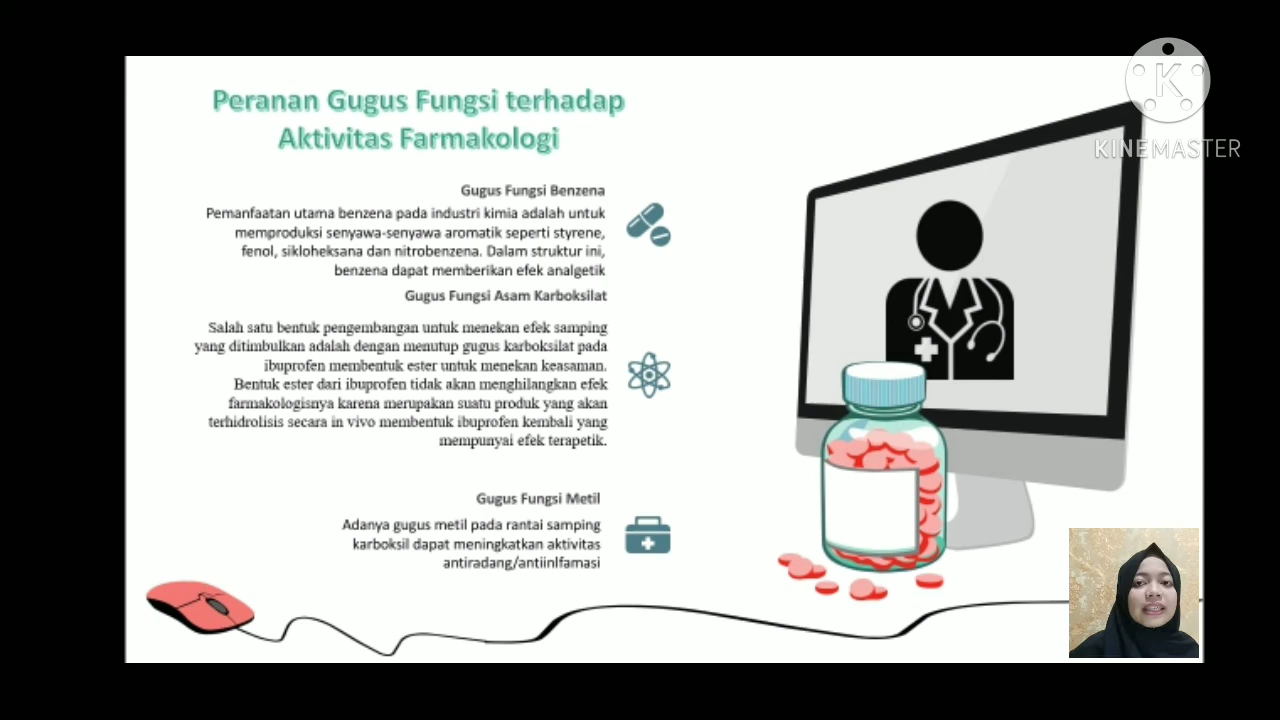 Peranan Gugus Fungsi terhadap
Aktivitas Farmakologi
Gugus Fungsi Benzena
Pemanfaatan utama benzena pada industri kimia adalah untuk
memproduksi senyawa-senyawa aromatik seperti styrene,
fenol, sikloheksana dan nitrobenzena. Dalam struktur ini,
benzena dapat memberikan efek analgetik
Gugus Fungsi Asam Karboksilat
Salah satu bentuk pengembangan untuk menekan efek samping
yang ditimbulkan adalah dengan menutup gugus karboksilat pada
ibuprofen membentuk ester untuk menekan keasaman.
Bentuk ester dari ibuprofen tidak akan menghilangkan efek
farmakologisnya karena merupakan suatu produk yang akan
terhidrolisis secara in vivo membentuk ibuprofen kembali yang
mempunyai efek terapetik.
Gugus Fungsi Metil
Adanya gugus metil pada rantai samping
karboksil dapat meningkatkan aktivitas
antiradang/antiinlfamasi
K
KINEMASTER